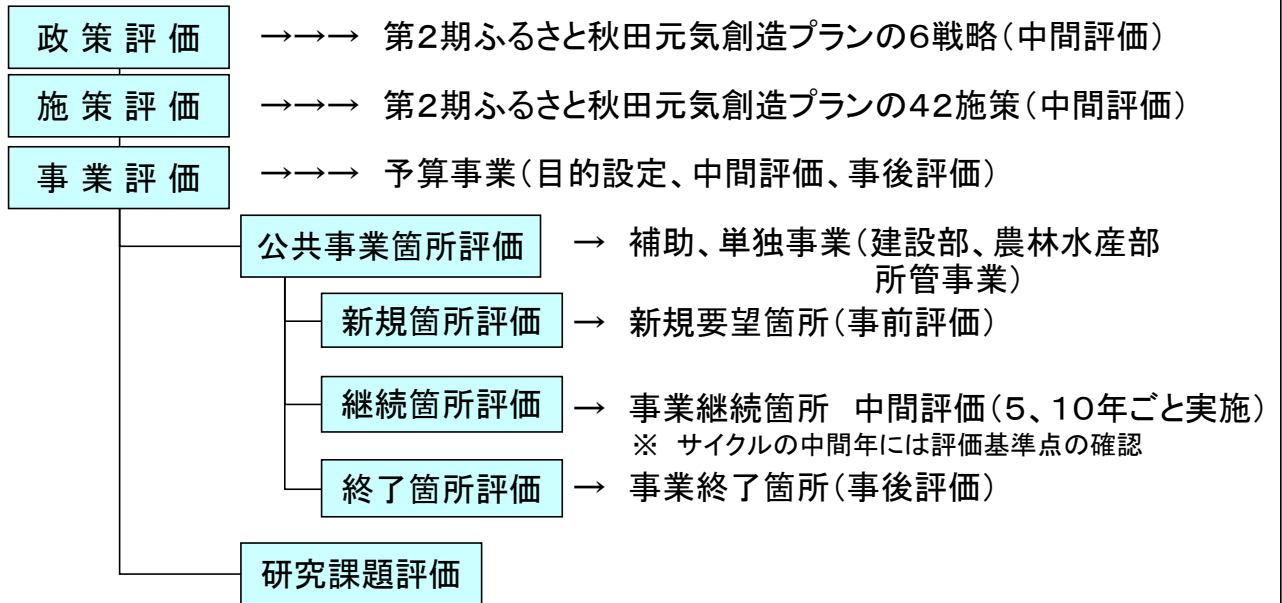 政策評価 →→→ 第2期ふるさと秋田元気創造プランの6戦略(中間評価)
施策評価 →→→ 第2期ふるさと秋田元気創造プランの42施策(中間評価)
事業評価 →→→ 予算事業(目的設定、中間評価、事後評価)
公共事業箇所評価 → 補助、単独事業(建設部、農林水産部
所管事業)
新規箇所評価 → 新規要望箇所(事前評価)
継続箇所評価 → 事業継続箇所 中間評価(5、10年ごと実施)
※ サイクルの中間年には評価基準点の確認
終了箇所評価 → 事業終了箇所(事後評価)
研究課題評価